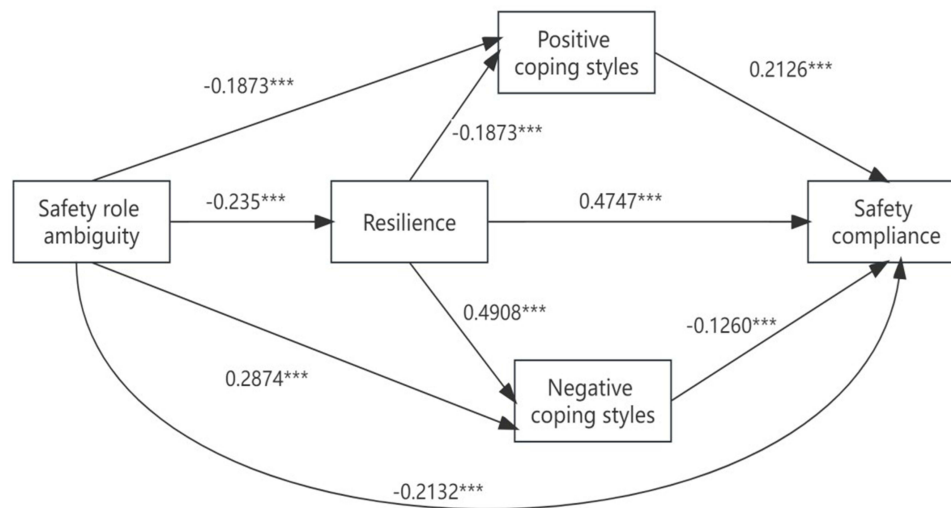 Positive
coping styles
-0.1873***
0.2126***
-0.1873***
Safety role
ambiguity
-0.235***
Resilience
0.4747***
Safety
compliance
0.4908***
-0.1260***
0.2874***
Negative
coping styles
-0.2132***